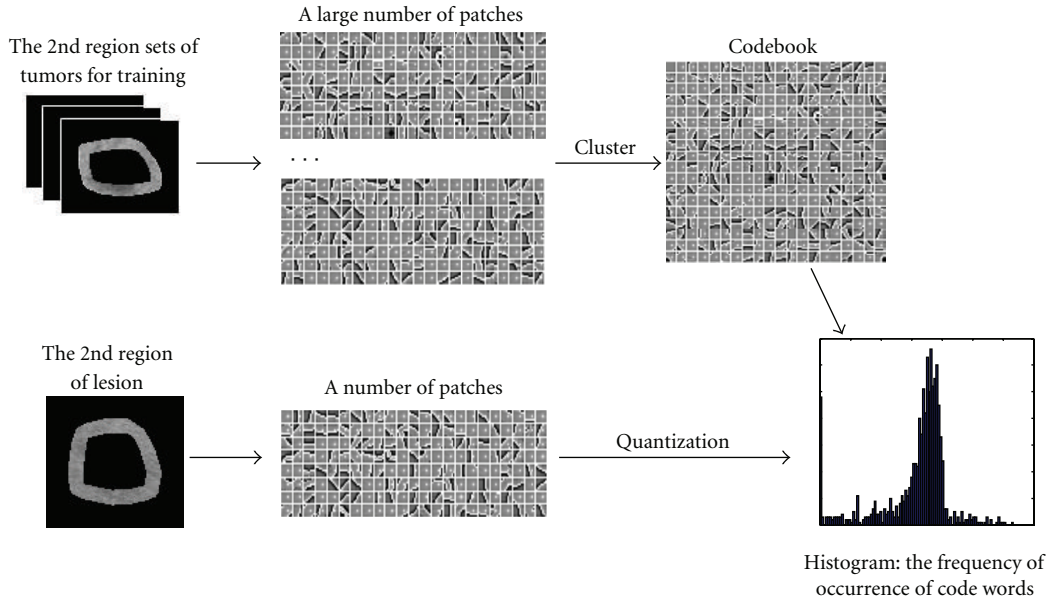 A large number of patches
The 2nd region sets of
tumors for training
Codebook
. . .
Cluster
The 2nd region
of lesion
A number of patches
Quantization
Histogram: the frequency of
occurrence of code words